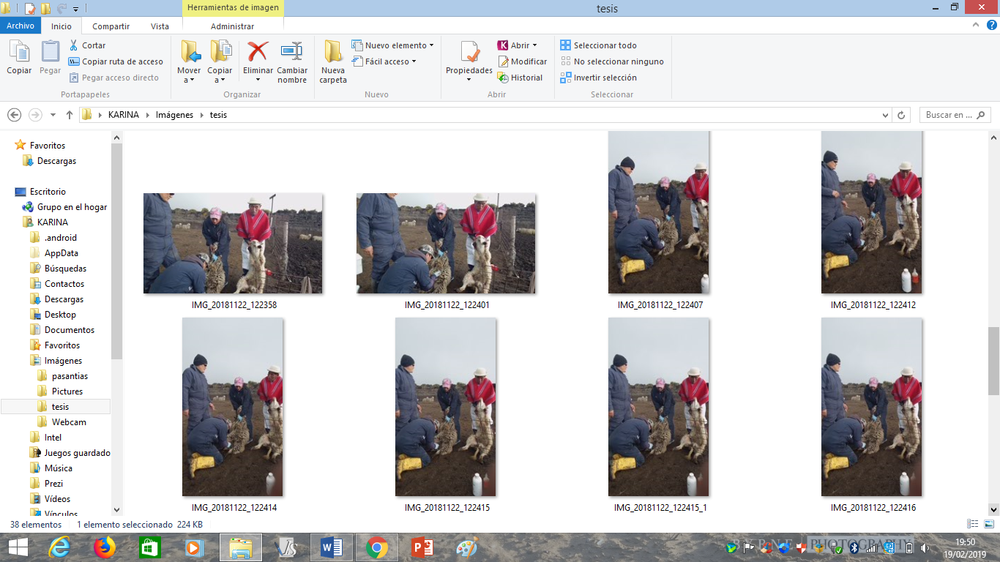 Herramientas de imagen
tesis
Archivo Inicio Compartir Vista Administrar
Copiar
Pegar
Cortar
Copiar ruta de acceso
Pegar acceso directo
Portapapeles
Mover a
Copiar a
Eliminar
Cambiar nombre
Organizar
Nueva carpeta
Nuevo elemento
Fácil acceso
Nuevo
Propiedades
Abrir
Modificar
Historial
Abrir
Seleccionar todo
No seleccionar ninguno
Invertir selección
Seleccionar
KARINA Imágenes tesis
Buscar en ...
Favoritos
Descargas
Escritorio
Grupo en el hogar
KARINA
.android
AppData
Búsquedas
Contactos
Descargas
Desktop
Documentos
Favoritos
Imágenes
pasantias
Pictures
tesis
Webcam
Intel
Juegos guardado
Música
Prezi
Vídeos
Vínculos
IMG_20181122_122358
IMG_20181122_122401
IMG_20181122_122407
IMG_20181122_122412
IMG_20181122_122414
IMG_20181122_122415
IMG_20181122_122415_1
IMG_20181122_122416
38 elementos 1 elemento seleccionado 224 KB
PHOTOGRAPHY
19:50
19/02/2019